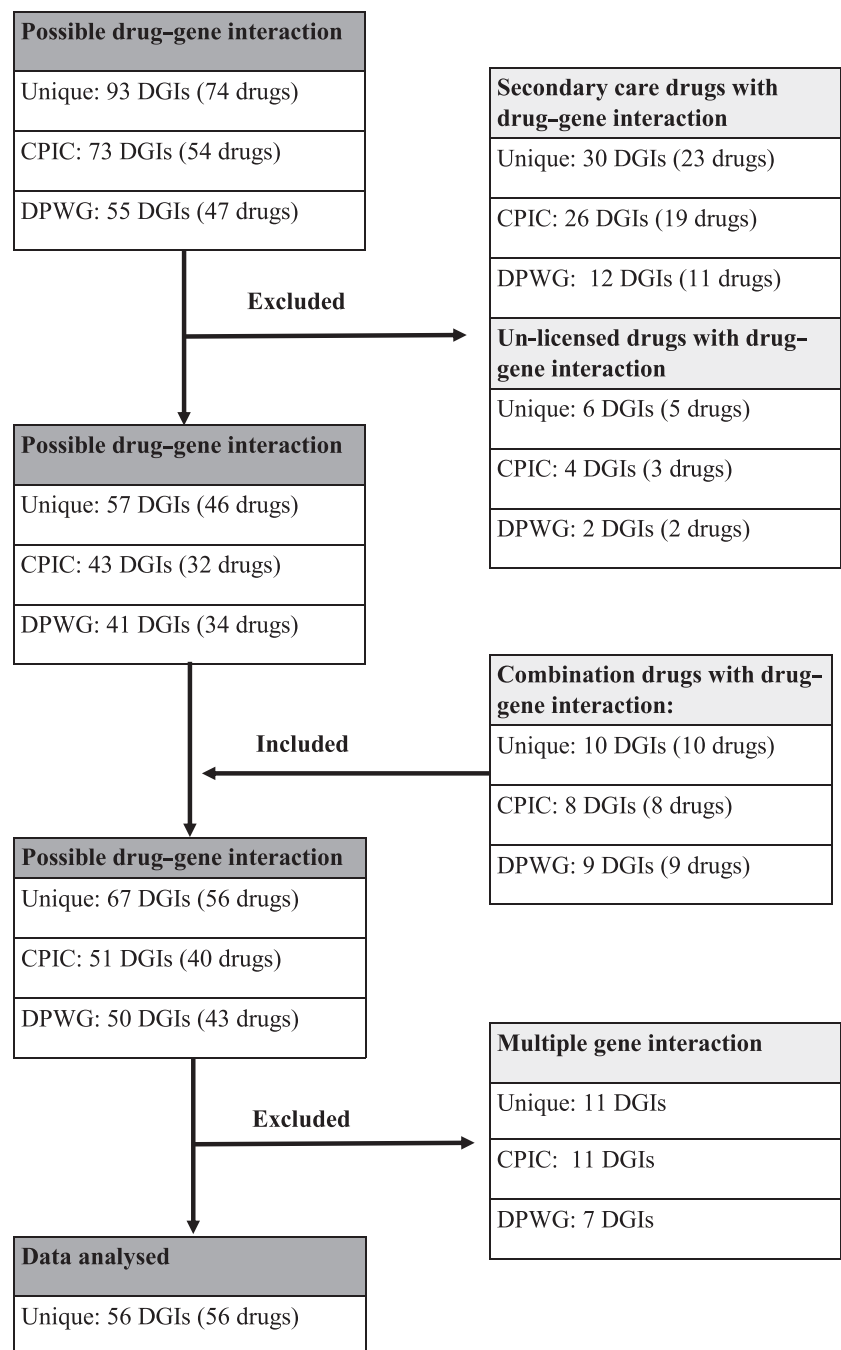 Possible drug–gene interaction
Unique: 93 DGIs (74 drugs)
CPIC: 73 DGIs (54 drugs)
DPWG: 55 DGIs (47 drugs)
Excluded
Secondary care drugs with
drug–gene interaction
Unique: 30 DGIs (23 drugs)
CPIC: 26 DGIs (19 drugs)
DPWG:  12 DGIs (11 drugs)
Un-licensed drugs with drug–
gene interaction
Unique: 6 DGIs (5 drugs)
CPIC: 4 DGIs (3 drugs)
DPWG: 2 DGIs (2 drugs)
Possible drug–gene interaction
Unique: 57 DGIs (46 drugs)
CPIC: 43 DGIs (32 drugs)
DPWG: 41 DGIs (34 drugs)
Included
Combination drugs with drug–
gene interaction:
Unique: 10 DGIs (10 drugs)
CPIC: 8 DGIs (8 drugs)
DPWG: 9 DGIs (9 drugs)
Possible drug–gene interaction
Unique: 67 DGIs (56 drugs)
CPIC: 51 DGIs (40 drugs)
DPWG: 50 DGIs (43 drugs)
Excluded
Multiple gene interaction
Unique: 11 DGIs
CPIC:  11 DGIs
DPWG: 7 DGIs
Data analysed
Unique: 56 DGIs (56 drugs)